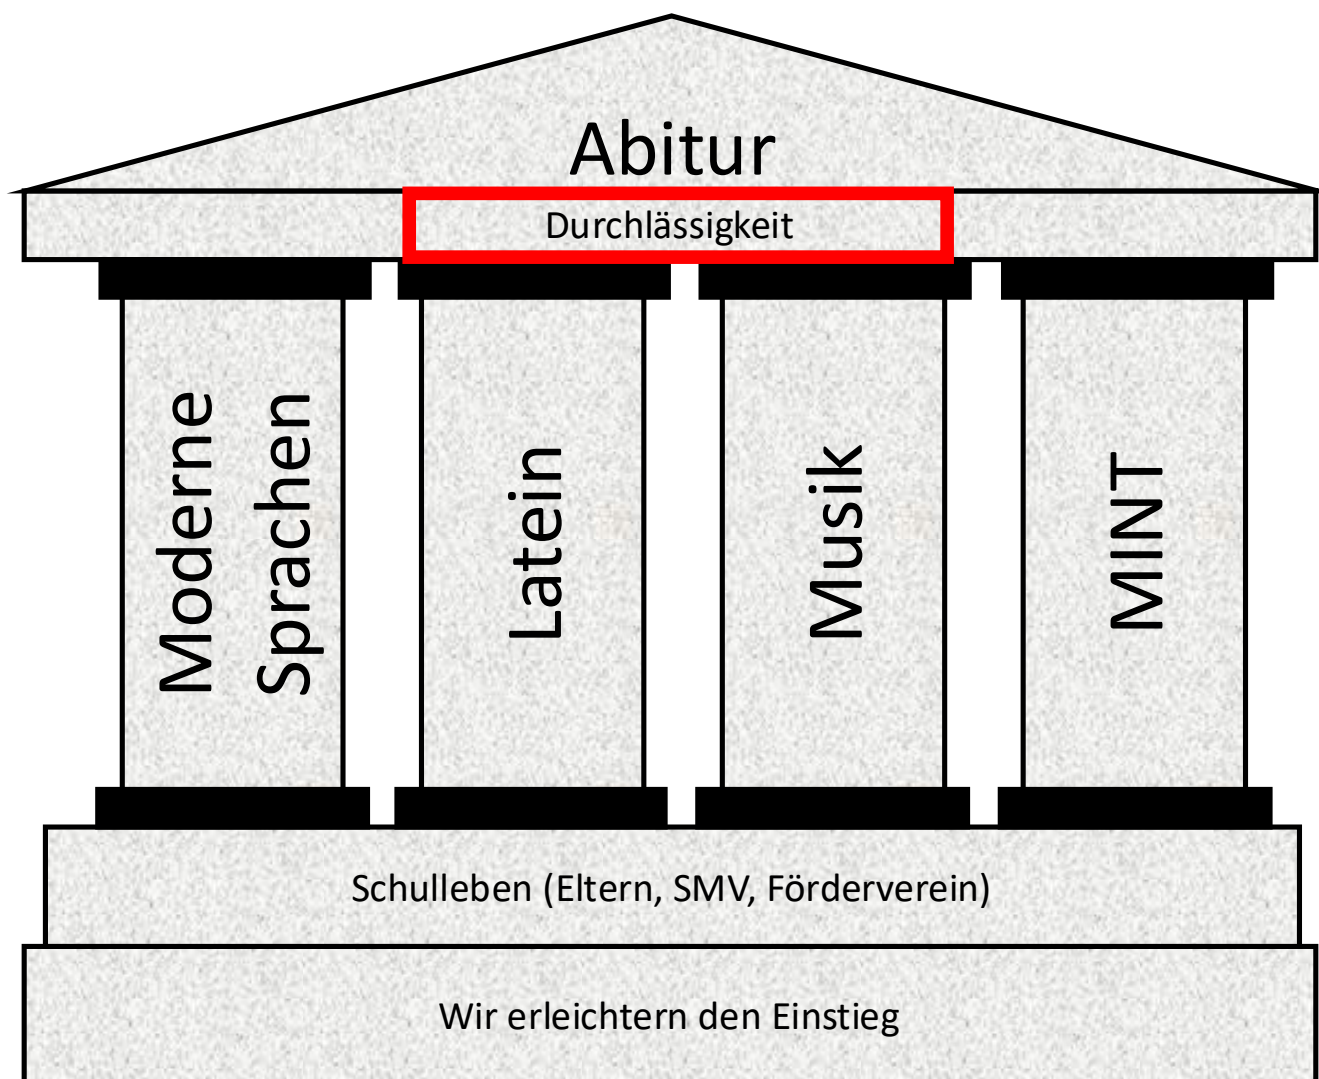 Abitur
Durchlässigkeit
Moderne
Sprachen
Latein
Musik
MINT
Schulleben (Eltern, SMV, Förderverein)
Wir erleichtern den Einstieg